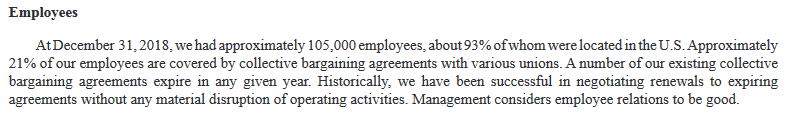 Employees
At December 31, 2018, we had approximately 105,000 employees, about 93% of whom were located in the U.S. Approximately
21% of our employees are covered by collective bargaining agreements with various unions. A number of our existing collective
bargaining agreements expire in any given year. Historically, we have been successful in negotiating renewals to expiring
agreements without any material disruption of operating activities. Management considers employee relations to be good.